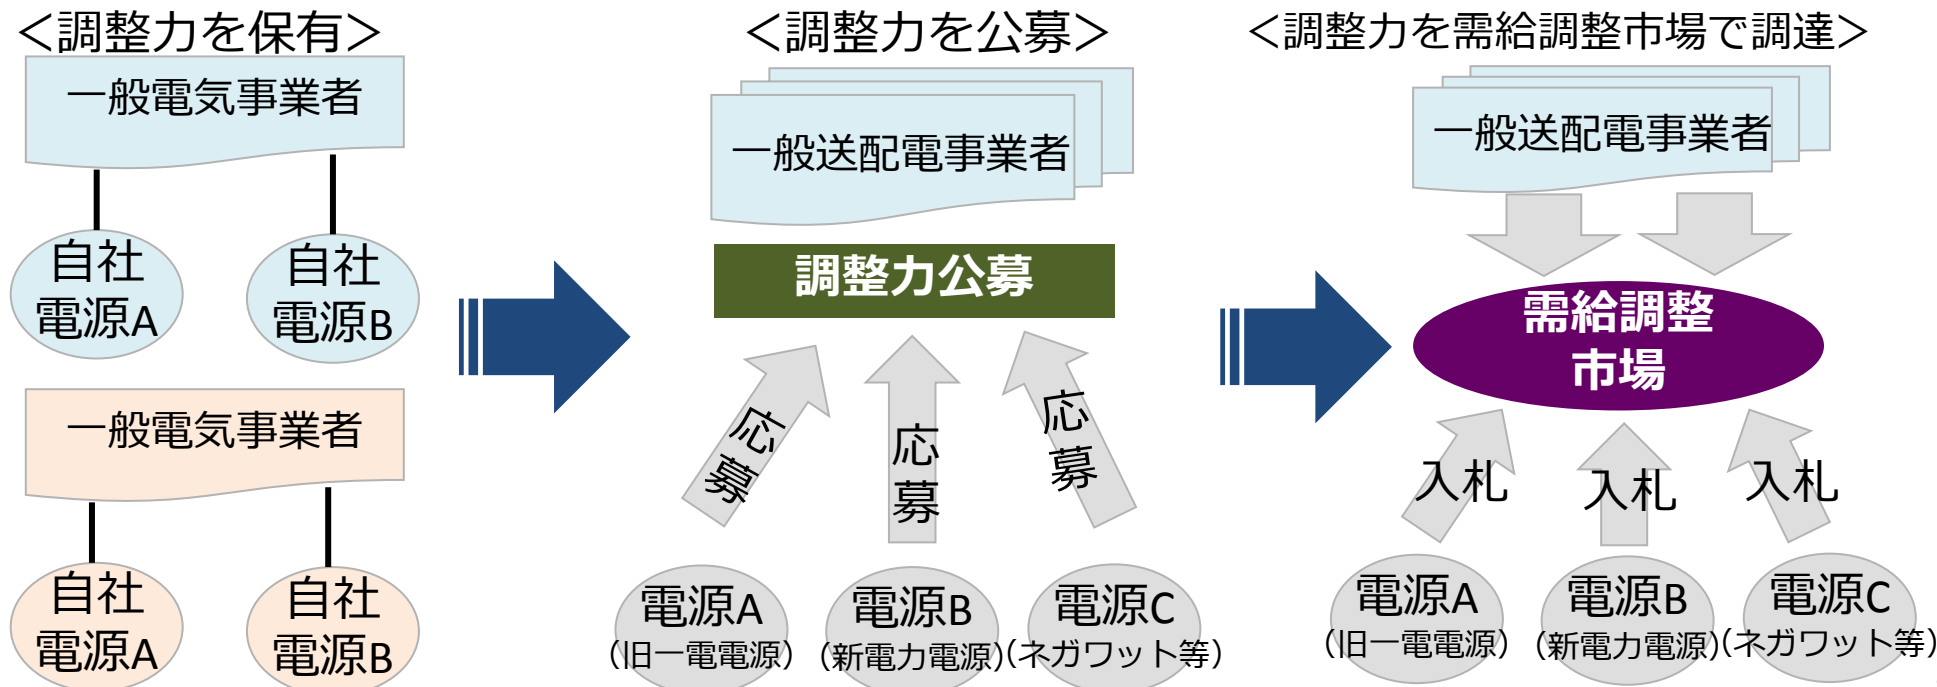 ＜調整力を保有＞
一般電気事業者
自社
電源A
自社
電源B
一般電気事業者
自社
電源A
自社
電源B
＜調整力を公募＞
一般送配電事業者
調整力公募
応募
応募
応募
電源A
(旧一電電源)
電源B
(新電力電源)
電源C
(ネガワット等)
＜調整力を需給調整市場で調達＞
一般送配電事業者
需給調整
市場
入札
入札
入札
電源A
(旧一電電源)
電源B
(新電力電源)
電源C
(ネガワット等)